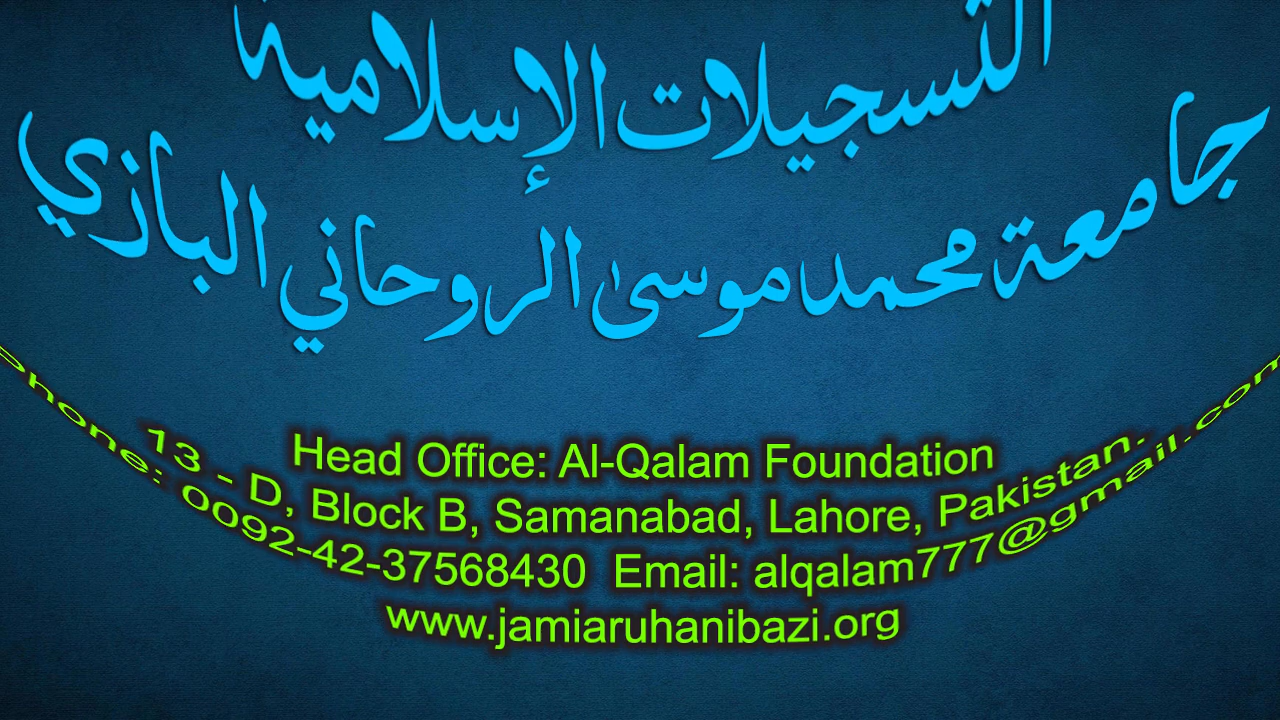 التسجيلات الإسلامية
جامعة محمد موسىٰ الروحاني البازي
Head Office: Al-Qalam Foundation
13 - D, Block B, Samanabad, Lahore, Pakistan.
Phone: 0092-42-37568430 Email: alqalam777@gmail.com
www.jamiaruhanibazi.org